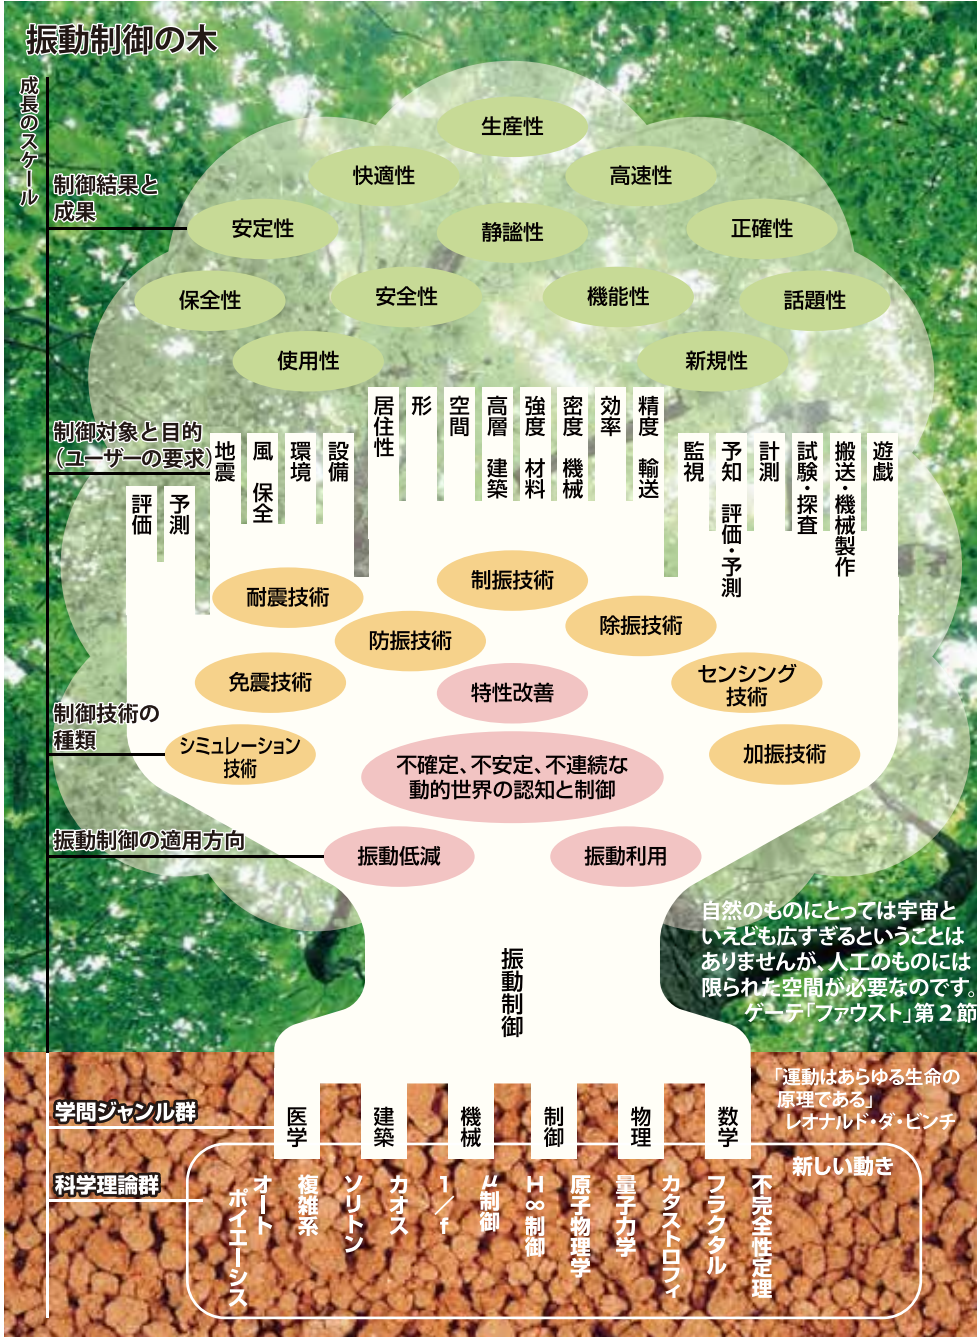 振動制御の木
成長のスケール
制御結果と
成果
生産性
快適性
高速性
安定性
静謐性
正確性
保全性
安全性
機能性
話題性
使用性
新規性
制御対象と目的
（ユーザーの要求）
評価
予測
地震
風 保全
環境
設備
居住性
形
空間
高層 建築
強度 材料
密度 機械
効率
精度 輸送
監視
予知 評価・予測
計測
試験・探査
搬送・機械製作
遊戯
耐震技術
制振技術
防振技術
除振技術
免震技術
特性改善
センシング
技術
制御技術の
種類
シミュレーション
技術
不確定、不安定、不連続な
動的世界の認知と制御
加振技術
振動制御の適用方向
振動低減
振動利用
自然のものにとっては宇宙と
いえども広すぎるということは
ありませんが、人工のものには
限られた空間が必要なのです。
ゲーテ「ファウスト」第２節
振動制御
「運動はあらゆる生命の
原理である」
レオナルド・ダ・ビンチ
学問ジャンル群
医学
建築
機械
制御
物理
数学
新しい動き
科学理論群
オート
ポイエーシス
複雑系
ソリトン
カオス
1／f
μ制御
H∞制御
原子物理学
量子力学
カタストロフィ
フラクタル
不完全性定理